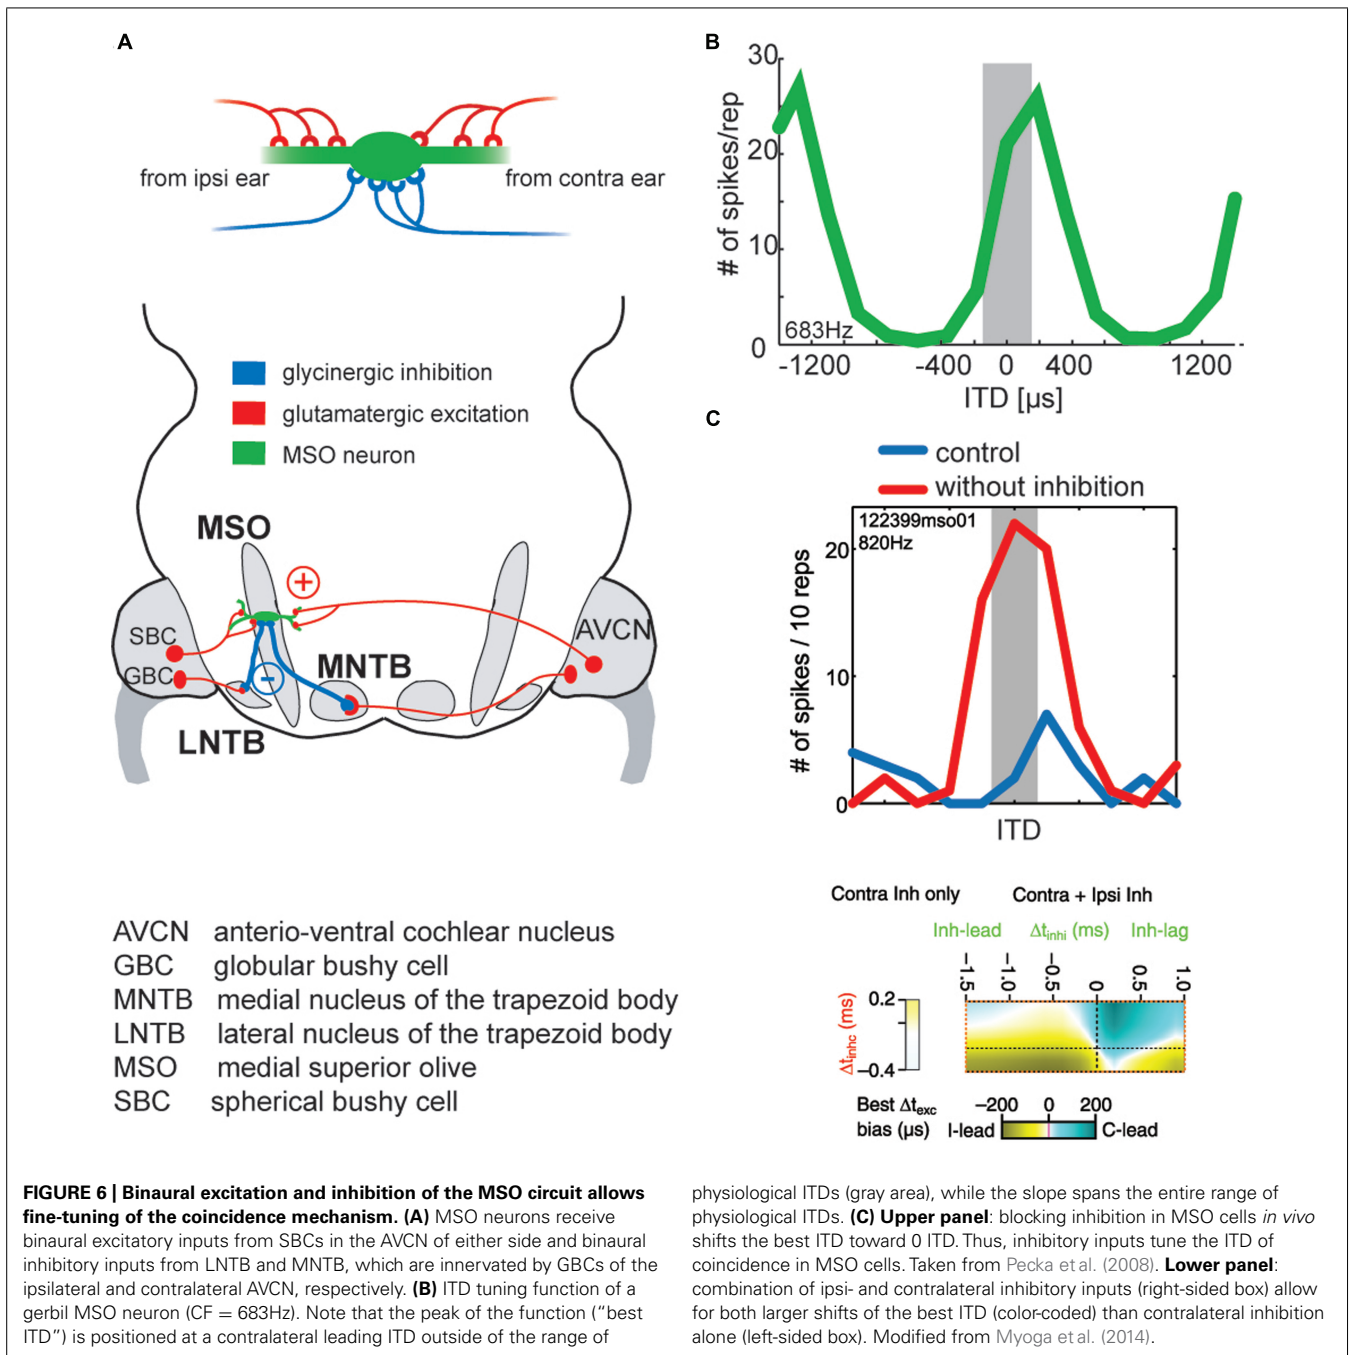 A
from ipsi ear
from contra ear
glycinergic inhibition
glutamatergic excitation
MSO neuron
MSO
+
SBC
GBC
AVCN
MNTB
-
LNTB
AVCN anterio-ventral cochlear nucleus
GBC globular bushy cell
MNTB medial nucleus of the trapezoid body
LNTB lateral nucleus of the trapezoid body
MSO medial superior olive
SBC spherical bushy cell
B
# of spikes/rep
30
20
10
0
683Hz
-1200 -400 0 400 1200
ITD [µs]
C
control
without inhibition
122399mso01
820Hz
# of spikes / 10 reps
20
10
0
ITD
Contra Inh only Contra + Ipsi Inh
Inh-lead Δtinhi (ms) Inh-lag
−1.5 −1.0 −0.5 0 0.5 1.0
Δtinhc (ms)
0.2
−0.4
Best Δtexc −200 0 200
bias (µs) I-lead C-lead
FIGURE 6 | Binaural excitation and inhibition of the MSO circuit allows
fine-tuning of the coincidence mechanism. (A) MSO neurons receive
binaural excitatory inputs from SBCs in the AVCN of either side and binaural
inhibitory inputs from LNTB and MNTB, which are innervated by GBCs of the
ipsilateral and contralateral AVCN, respectively. (B) ITD tuning function of a
gerbil MSO neuron (CF = 683Hz). Note that the peak of the function (“best
ITD”) is positioned at a contralateral leading ITD outside of the range of
physiological ITDs (gray area), while the slope spans the entire range of
physiological ITDs. (C) Upper panel: blocking inhibition in MSO cells in vivo
shifts the best ITD toward 0 ITD. Thus, inhibitory inputs tune the ITD of
coincidence in MSO cells. Taken from Pecka et al. (2008). Lower panel:
combination of ipsi- and contralateral inhibitory inputs (right-sided box) allow
for both larger shifts of the best ITD (color-coded) than contralateral inhibition
alone (left-sided box). Modified from Myoga et al. (2014).